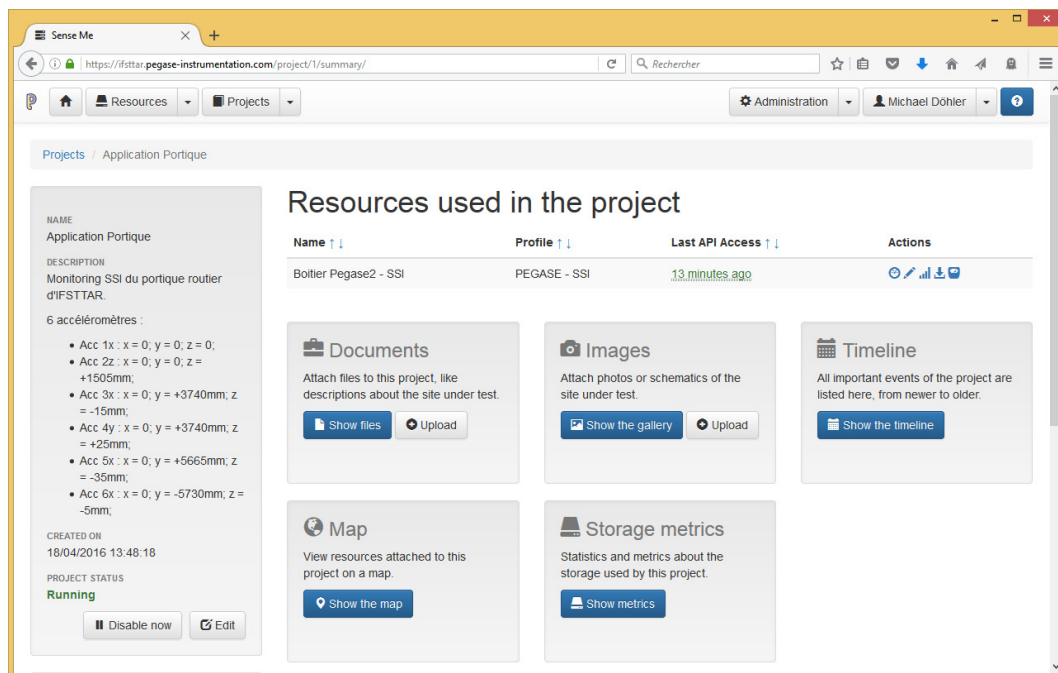 Sense Me
https://ifsttar.pegase-instrumentation.com/project/1/summary/
Rechercher
Resources
Projects
Administration
Michael Döhler
Projects / Application Portique
NAME
Application Portique
DESCRIPTION
Monitoring SSI du portique routier
d'IFSTTAR.
6 accéléromètres :
• Acc 1x : x = 0; y = 0; z = 0;
• Acc 2z : x = 0; y = 0; z =
+1505mm;
• Acc 3x : x = 0; y = +3740mm; z
= -15mm;
• Acc 4y : x = 0; y = +3740mm; z
= +25mm;
• Acc 5x : x = 0; y = +5665mm; z
= -35mm;
• Acc 6x : x = 0; y = -5730mm; z =
-5mm;
CREATED ON
18/04/2016 13:48:18
PROJECT STATUS
Running
Disable now
Edit
Resources used in the project
Name ↑↓ Profile ↑↓ Last API Access ↑↓ Actions
Boitier Pegase2 - SSI PEGASE - SSI 13 minutes ago
Documents
Attach files to this project, like
descriptions about the site under test.
Show files Upload
Images
Attach photos or schematics of the
site under test.
Show the gallery Upload
Timeline
All important events of the project are
listed here, from newer to older.
Show the timeline
Map
View resources attached to this
project on a map.
Show the map
Storage metrics
Statistics and metrics about the
storage used by this project.
Show metrics